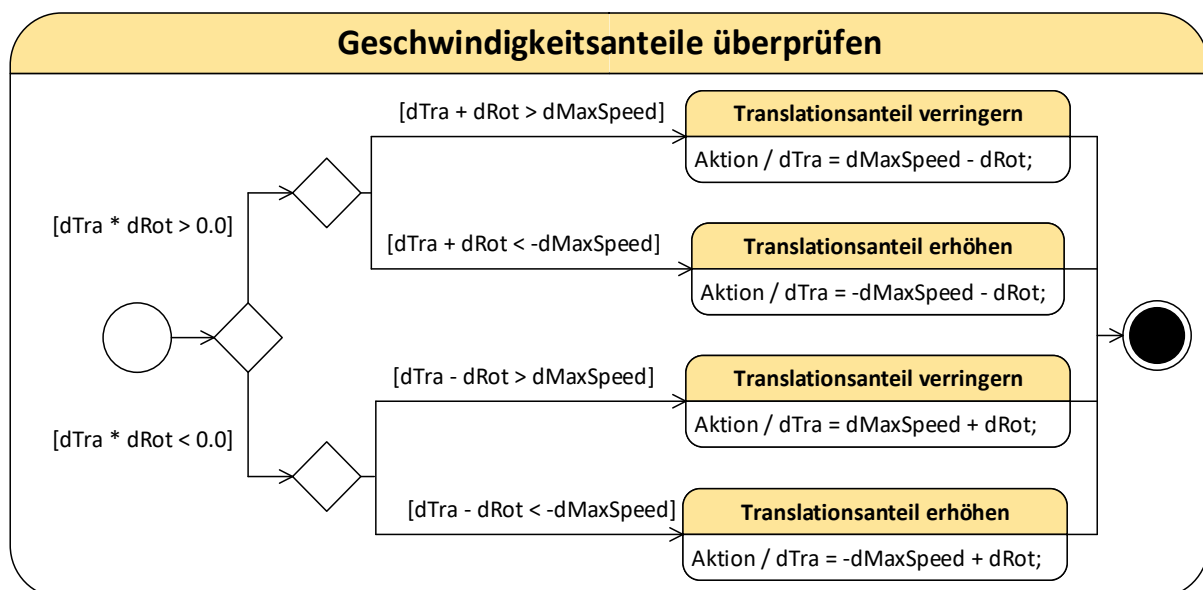 Geschwindigkeitsanteile überprüfen
[dTra + dRot > dMaxSpeed]
Translationsanteil verringern
Aktion / dTra = dMaxSpeed - dRot;
[dTra * dRot > 0.0]
[dTra + dRot < -dMaxSpeed]
Translationsanteil erhöhen
Aktion / dTra = -dMaxSpeed - dRot;
[dTra - dRot > dMaxSpeed]
Translationsanteil verringern
Aktion / dTra = dMaxSpeed + dRot;
[dTra * dRot < 0.0]
[dTra - dRot < -dMaxSpeed]
Translationsanteil erhöhen
Aktion / dTra = -dMaxSpeed + dRot;